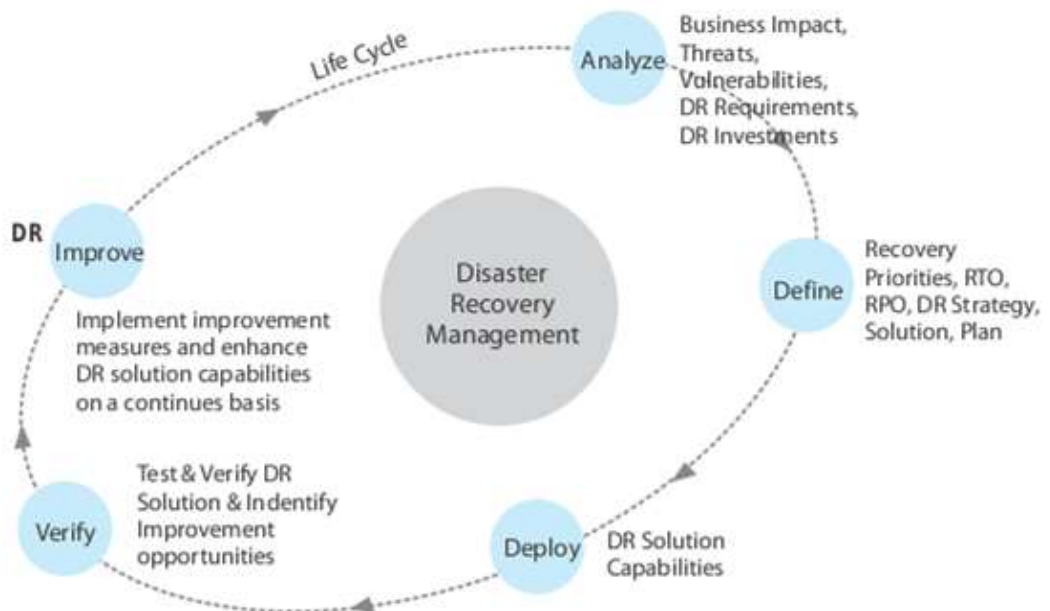 Life Cycle
Analyze
Business Impact,
Threats,
Vulnerabilities,
DR Requirements,
DR Investments
Define
Recovery
Priorities, RTO,
RPO, DR Strategy,
Solution, Plan
Disaster
Recovery
Management
Deploy
DR Solution
Capabilities
Verify
Test & Verify DR
Solution & Indentify
Improvement
opportunities
DR
Improve
Implement improvement
measures and enhance
DR solution capabilities
on a continues basis